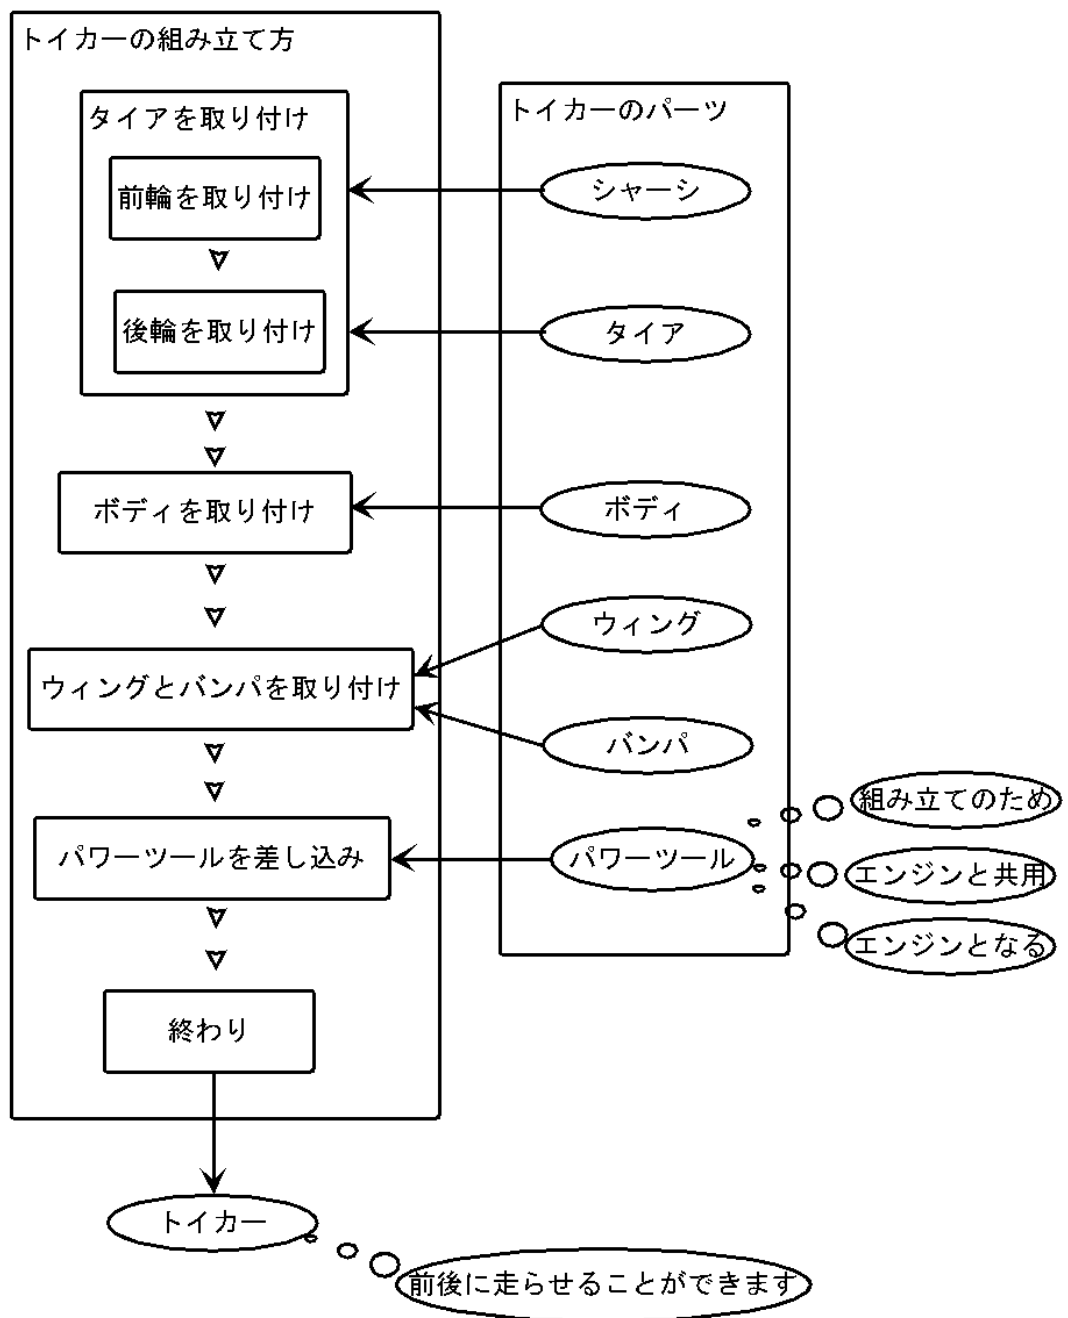 トイカーの組み立て方
タイアを取り付け
前輪を取り付け
後輪を取り付け
ボディを取り付け
ウィングとバンパを取り付け
パワーツールを差し込み
終わり
トイカーのパーツ
シャーシ
タイア
ボディ
ウィング
バンパ
パワーツール
組み立てのため
エンジンと共用
エンジンとなる
トイカー
前後に走らせることができます